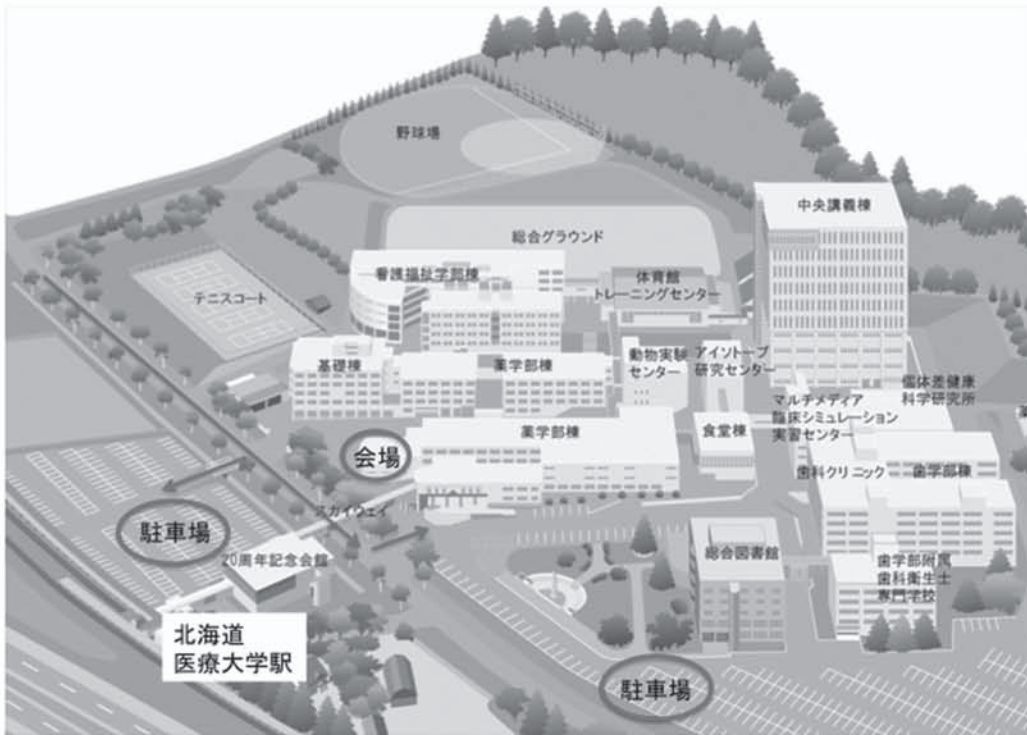 野球場
中央講義棟
総合グラウンド
看護福祉学部棟
体育館
トレーニングセンター
テニスコート
動物実験
センター
アイソトープ
研究センター
基礎棟
薬学部棟
個体差健康
科学研究所
マルチメディア
臨床シミュレーション
実習センター
薬学部棟
食堂棟
会場
歯科クリニック
歯学部棟
スカイウェイ
駐車場
20周年記念会館
総合図書館
歯学部附属
歯科衛生士
専門学校
北海道
医療大学駅
駐車場